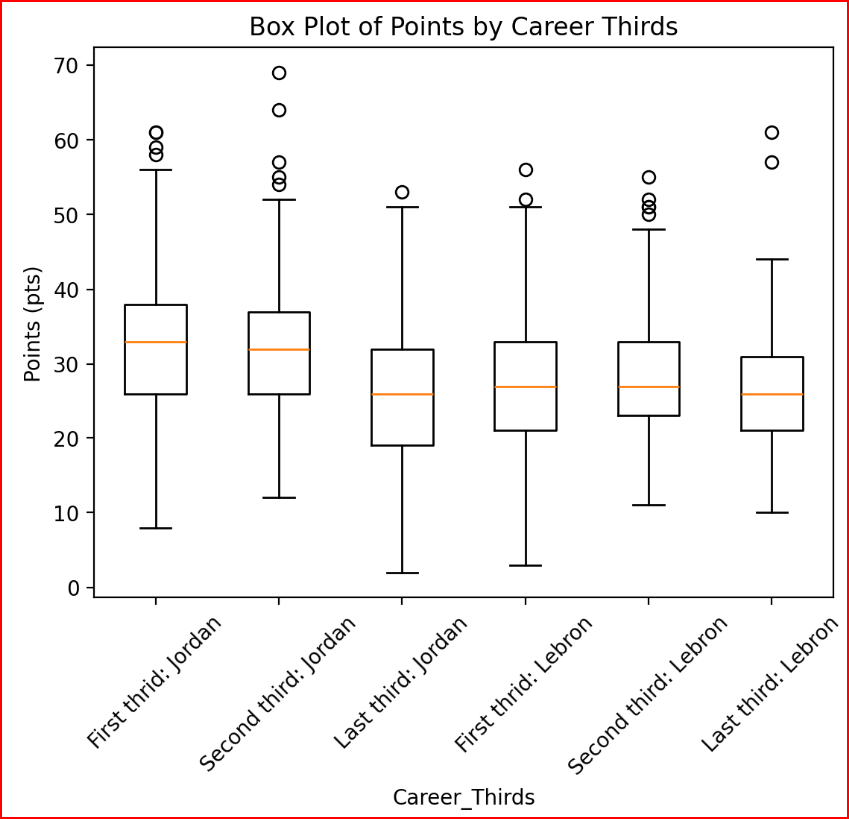 Box Plot of Points by Career Thirds
70
60
50
40
30
20
10
0
Points (pts)
First thrid: Jordan
Second third: Jordan
Last third: Jordan
First thrid: Lebron
Second third: Lebron
Last third: Lebron
Career_Thirds